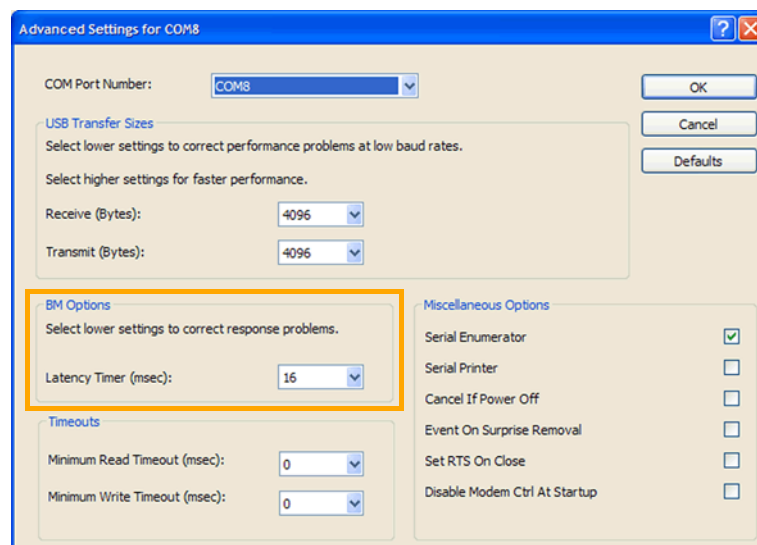 Advanced Settings for COM8
COM Port Number: COM8
OK
USB Transfer Sizes
Cancel
Select lower settings to correct performance problems at low baud rates.
Defaults
Select higher settings for faster performance.
Receive (Bytes): 4096
Transmit (Bytes): 4096
BM Options
Select lower settings to correct response problems.
Latency Timer (msec): 16
Timeouts
Minimum Read Timeout (msec): 0
Minimum Write Timeout (msec): 0
Miscellaneous Options
Serial Enumerator
Serial Printer
Cancel If Power Off
Event On Surprise Removal
Set RTS On Close
Disable Modem Ctrl At Startup